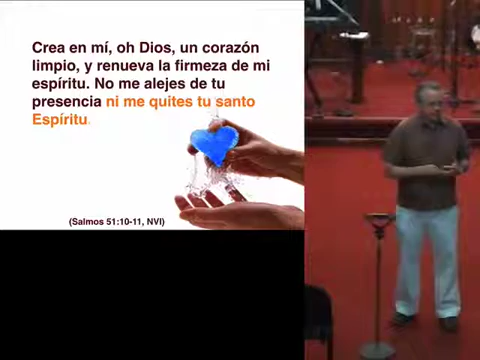 Crea en mí, oh Dios, un corazón
limpio, y renueva la firmeza de mi
espíritu. No me alejes de tu
presencia ni me quites tu santo
Espíritu.
(Salmos 51:10-11, NVI)